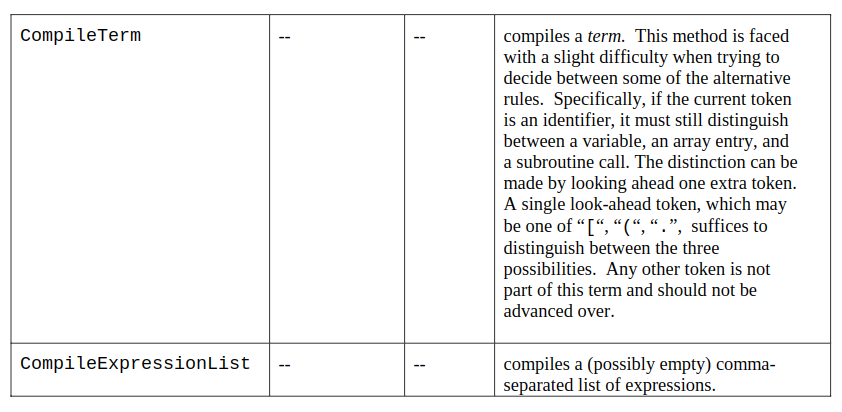 CompileTerm -- -- compiles a term. This method is faced
with a slight difficulty when trying to
decide between some of the alternative
rules. Specifically, if the current token
is an identifier, it must still distinguish
between a variable, an array entry, and
a subroutine call. The distinction can be
made by looking ahead one extra token.
A single look-ahead token, which may
be one of “[“, “(“, “.”, suffices to
distinguish between the three
possibilities. Any other token is not
part of this term and should not be
advanced over.
CompileExpressionList -- -- compiles a (possibly empty) comma-
separated list of expressions.